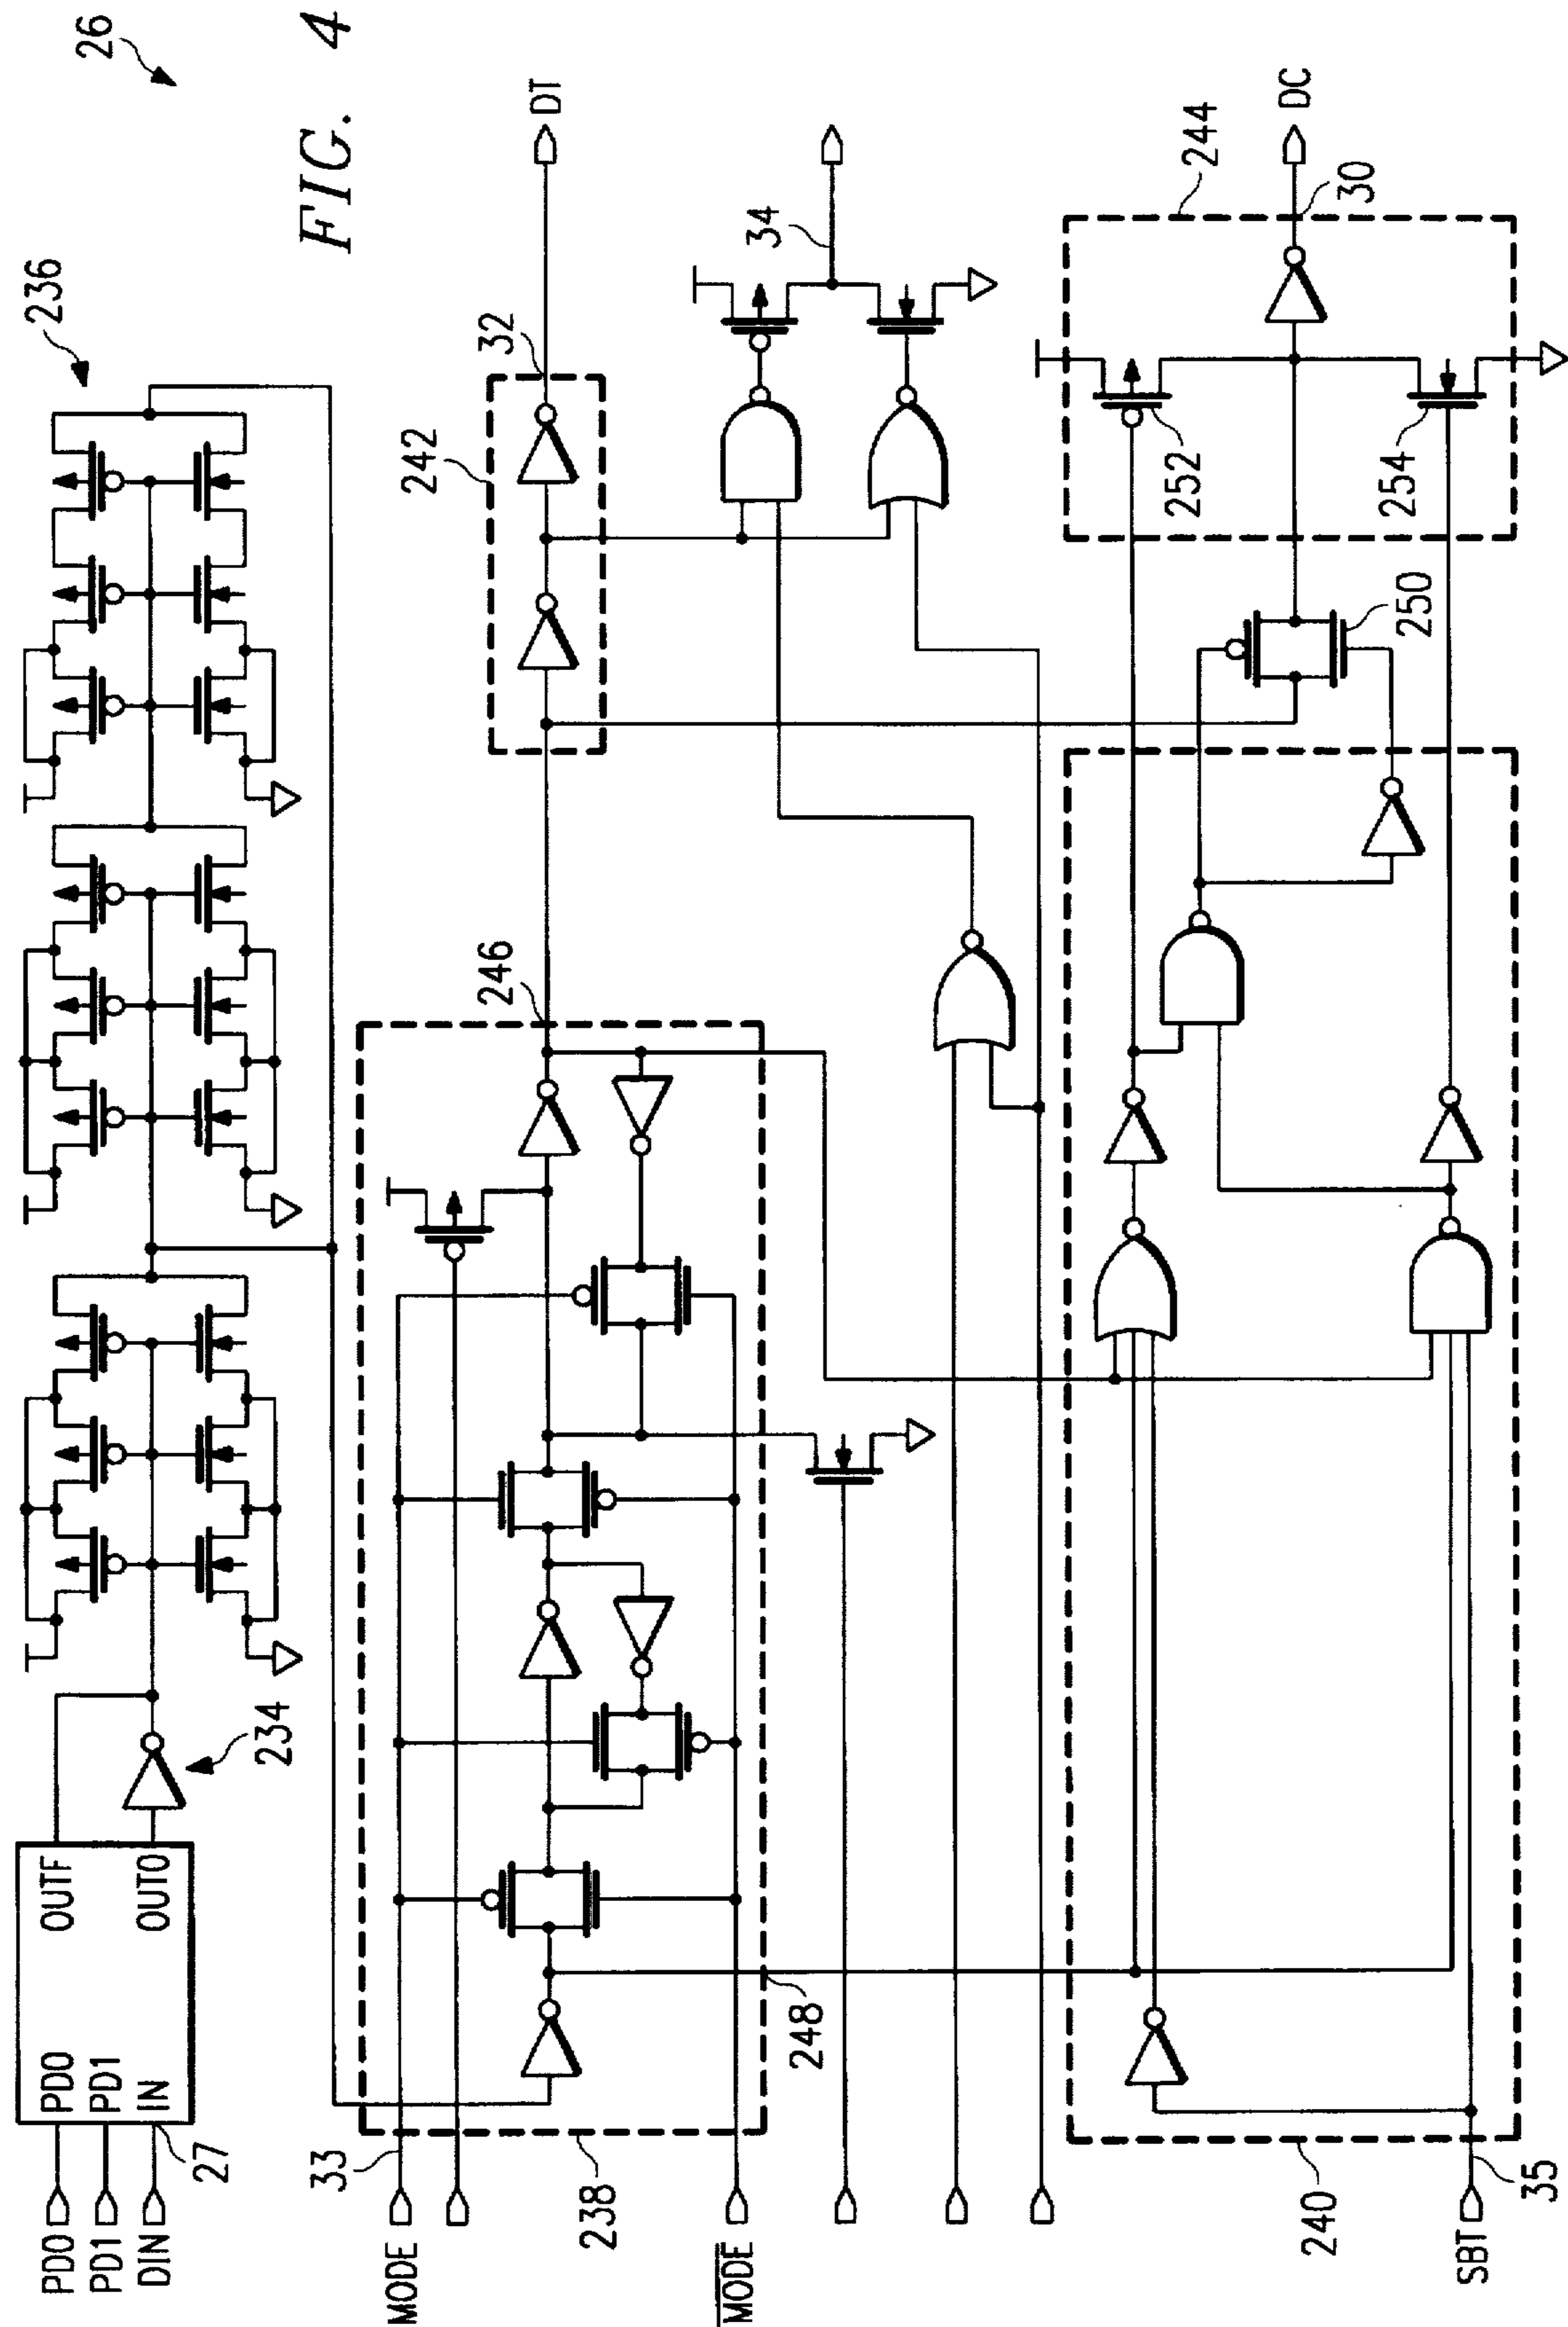 FIG. 4
26
236
PD0
PD1
DIN
PD0
PD1
IN
OUTF
OUT0
27
234
33
MODE
MODE
238
248
246
242
32
DT
34
244
30
DC
252
254
250
240
35
SBT